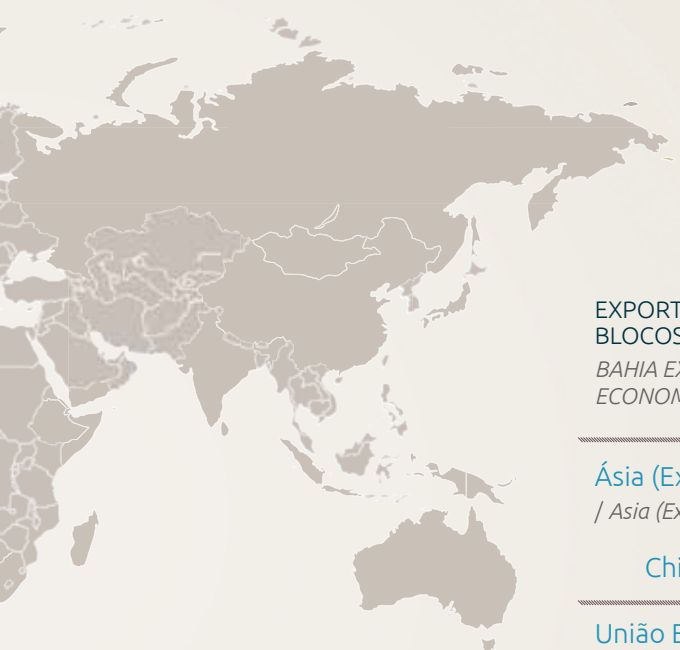 EXPORT
BLOCOS
BAHIA EX
ECONOM
Ásia (Ex
/ Asia (Ex
Chi
União E